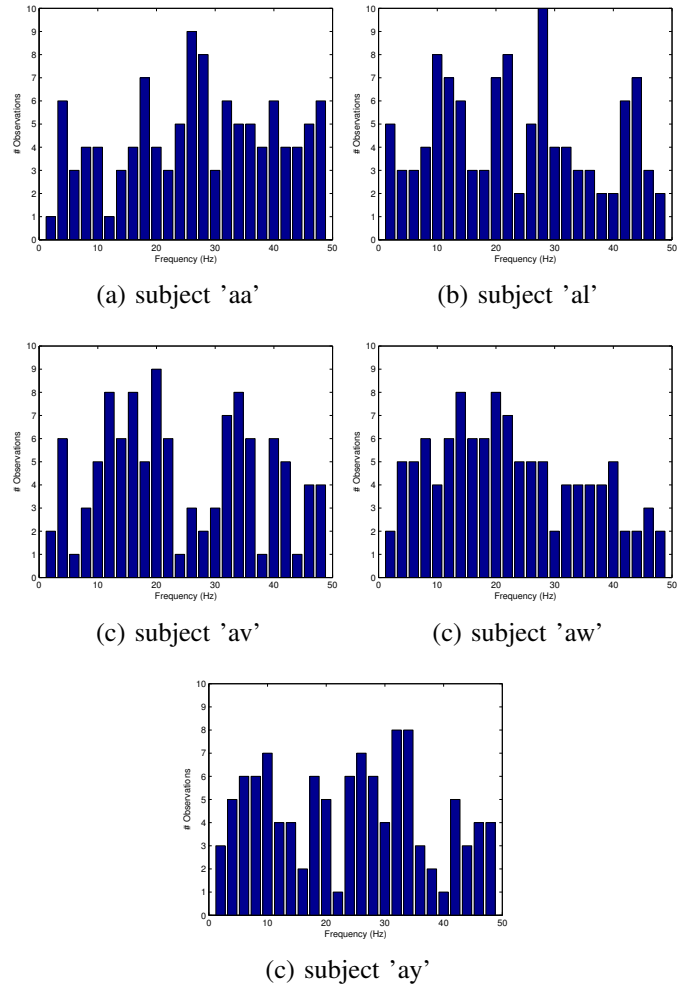 10
9
8
7
6
5
4
3
2
1
0
# Observations
0 10 20 30 40 50
Frequency (Hz)
(a) subject 'aa'
10
9
8
7
6
5
4
3
2
1
0
# Observations
0 10 20 30 40 50
Frequency (Hz)
(b) subject 'al'
10
9
8
7
6
5
4
3
2
1
0
# Observations
0 10 20 30 40 50
Frequency (Hz)
(c) subject 'av'
10
9
8
7
6
5
4
3
2
1
0
# Observations
0 10 20 30 40 50
Frequency (Hz)
(c) subject 'aw'
10
9
8
7
6
5
4
3
2
1
0
# Observations
0 10 20 30 40 50
Frequency (Hz)
(c) subject 'ay'